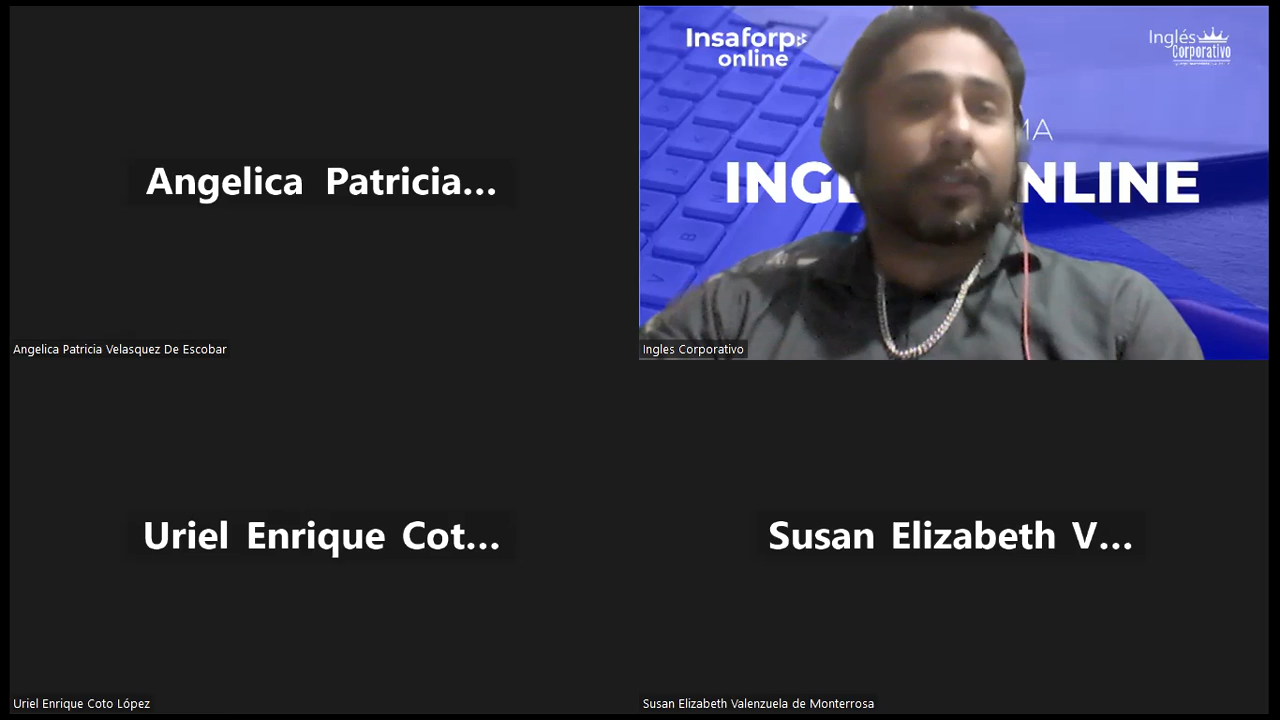 Angelica Patricia...
Angelica Patricia Velasquez De Escobar
Insaforp
online
Inglés
Corporativo
MA
INGL NLINE
Ingles Corporativo
Uriel Enrique Cot...
Uriel Enrique Coto López
Susan Elizabeth V...
Susan Elizabeth Valenzuela de Monterrosa